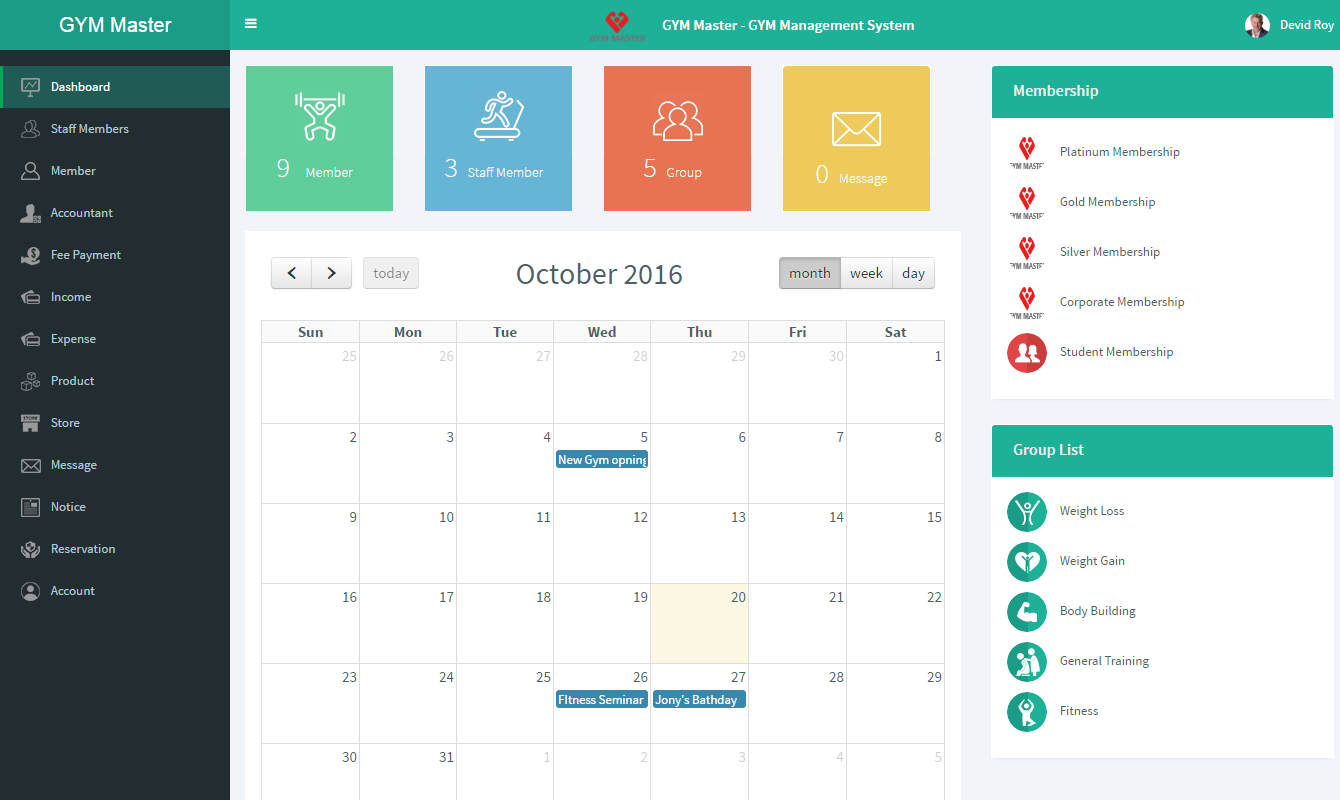 GYM Master
GYM MASTER
GYM Master - GYM Management System
Devid Roy
Dashboard
Staff Members
Member
Accountant
Fee Payment
Income
Expense
Product
STORE
Store
Message
Notice
Reservation
Account
9 Member
3 Staff Member
5 Group
0 Message
today
October 2016
month week day
Sun Mon Tue Wed Thu Fri Sat
25 26 27 28 29 30 1
2 3 4 5 6 7 8
New Gym opning
9 10 11 12 13 14 15
16 17 18 19 20 21 22
23 24 25 26 27 28 29
FItness Seminar Jony's Bathday
30 31 1 2 3 4 5
Membership
GYM MASTER
Platinum Membership
GYM MASTER
Gold Membership
GYM MASTER
Silver Membership
GYM MASTER
Corporate Membership
Student Membership
Group List
Weight Loss
Weight Gain
Body Building
General Training
Fitness